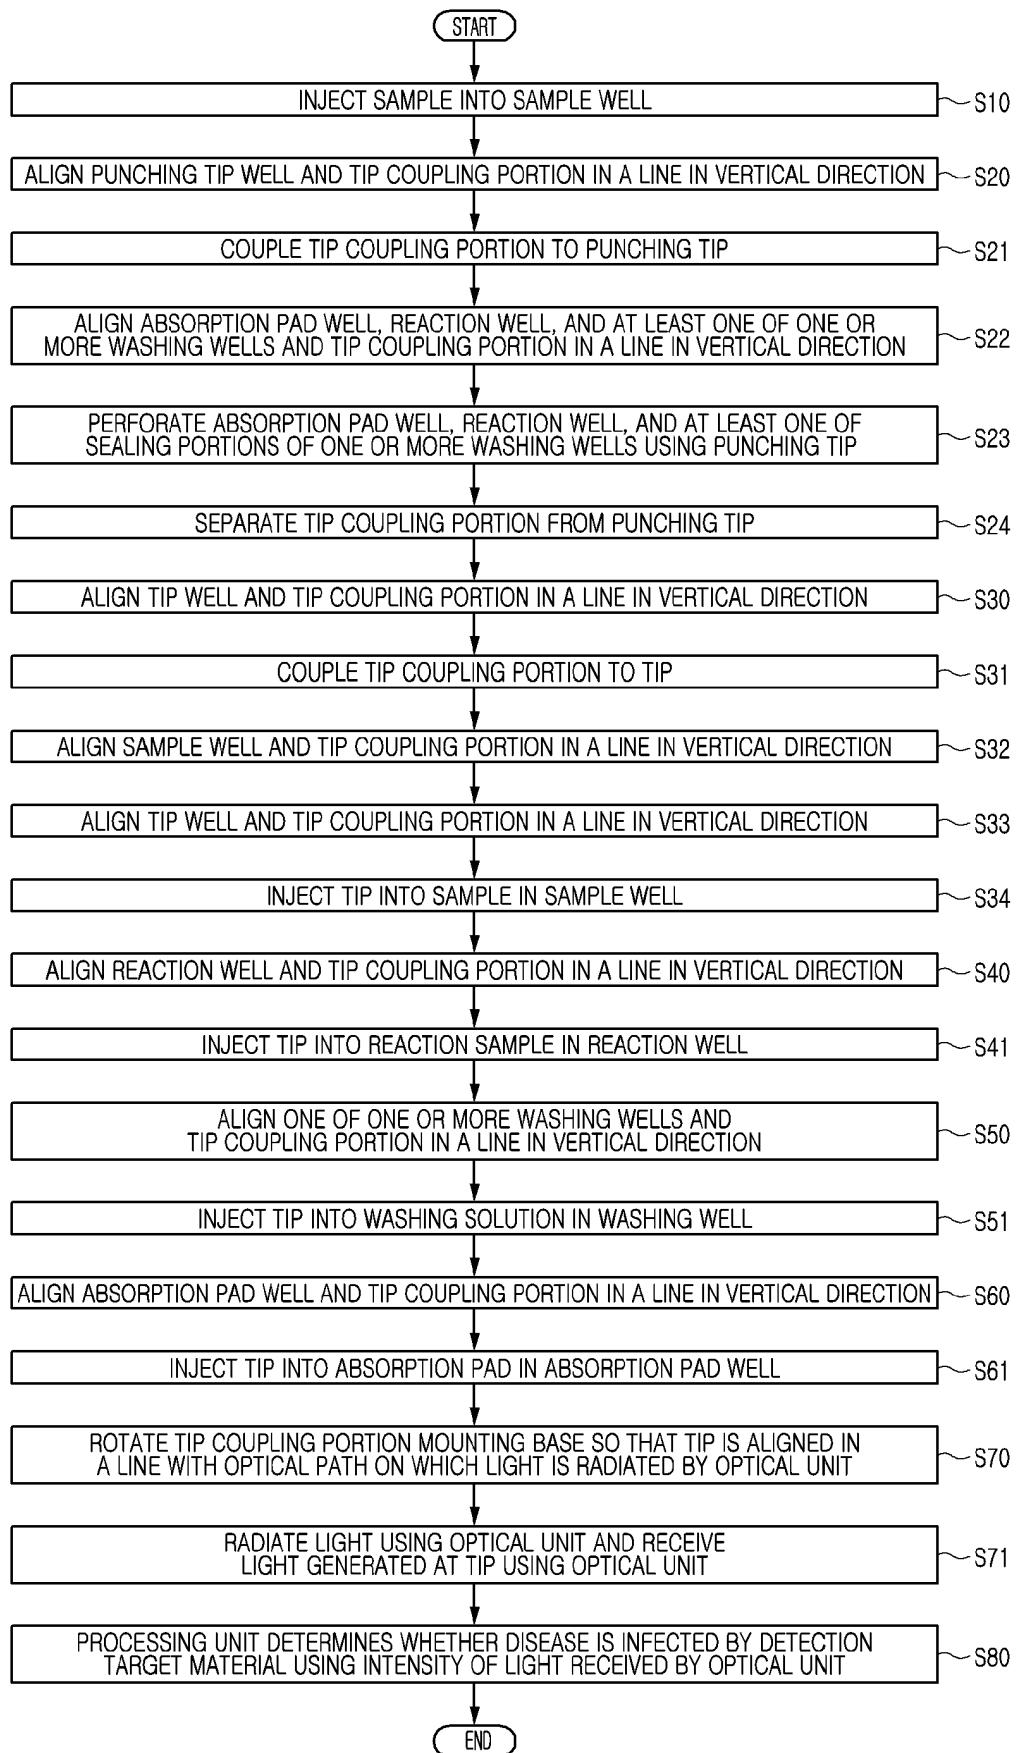 START
INJECT SAMPLE INTO SAMPLE WELL
S10
ALIGN PUNCHING TIP WELL AND TIP COUPLING PORTION IN A LINE IN VERTICAL DIRECTION
S20
COUPLE TIP COUPLING PORTION TO PUNCHING TIP
S21
ALIGN ABSORPTION PAD WELL, REACTION WELL, AND AT LEAST ONE OF ONE OR
MORE WASHING WELLS AND TIP COUPLING PORTION IN A LINE IN VERTICAL DIRECTION
S22
PERFORATE ABSORPTION PAD WELL, REACTION WELL, AND AT LEAST ONE OF
SEALING PORTIONS OF ONE OR MORE WASHING WELLS USING PUNCHING TIP
S23
SEPARATE TIP COUPLING PORTION FROM PUNCHING TIP
S24
ALIGN TIP WELL AND TIP COUPLING PORTION IN A LINE IN VERTICAL DIRECTION
S30
COUPLE TIP COUPLING PORTION TO TIP
S31
ALIGN SAMPLE WELL AND TIP COUPLING PORTION IN A LINE IN VERTICAL DIRECTION
S32
ALIGN TIP WELL AND TIP COUPLING PORTION IN A LINE IN VERTICAL DIRECTION
S33
INJECT TIP INTO SAMPLE IN SAMPLE WELL
S34
ALIGN REACTION WELL AND TIP COUPLING PORTION IN A LINE IN VERTICAL DIRECTION
S40
INJECT TIP INTO REACTION SAMPLE IN REACTION WELL
S41
ALIGN ONE OF ONE OR MORE WASHING WELLS AND
TIP COUPLING PORTION IN A LINE IN VERTICAL DIRECTION
S50
INJECT TIP INTO WASHING SOLUTION IN WASHING WELL
S51
ALIGN ABSORPTION PAD WELL AND TIP COUPLING PORTION IN A LINE IN VERTICAL DIRECTION
S60
INJECT TIP INTO ABSORPTION PAD IN ABSORPTION PAD WELL
S61
ROTATE TIP COUPLING PORTION MOUNTING BASE SO THAT TIP IS ALIGNED IN
A LINE WITH OPTICAL PATH ON WHICH LIGHT IS RADIATED BY OPTICAL UNIT
S70
RADIATE LIGHT USING OPTICAL UNIT AND RECEIVE
LIGHT GENERATED AT TIP USING OPTICAL UNIT
S71
PROCESSING UNIT DETERMINES WHETHER DISEASE IS INFECTED BY DETECTION
TARGET MATERIAL USING INTENSITY OF LIGHT RECEIVED BY OPTICAL UNIT
S80
END